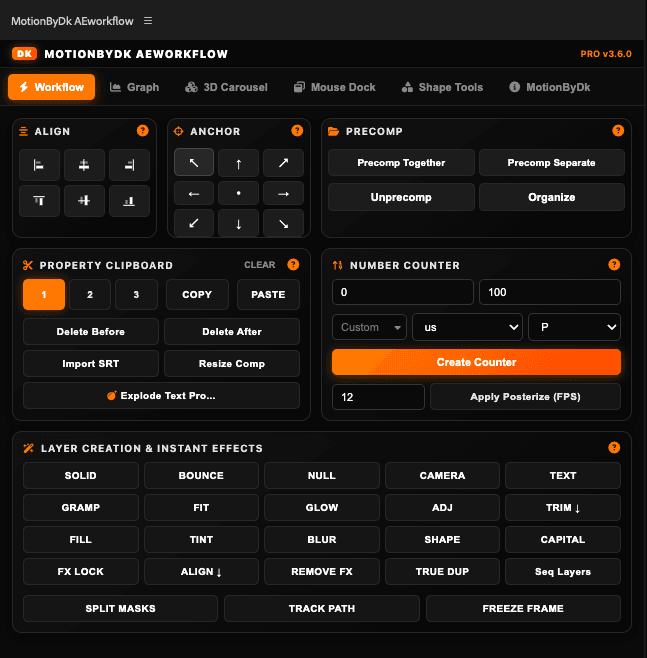 MotionByDk AEworkflow ☰
DK MOTIONBYDK AEWORKFLOW PRO v3.6.0
Workflow Graph 3D Carousel Mouse Dock Shape Tools MotionByDk
ALIGN ?
ANCHOR ?
↖ ↑ ↗
← • →
↙ ↓ ↘
PRECOMP ?
Precomp Together Precomp Separate
Unprecomp Organize
PROPERTY CLIPBOARD CLEAR ?
1 2 3 COPY PASTE
Delete Before Delete After
Import SRT Resize Comp
Explode Text Pro...
NUMBER COUNTER ?
0 100
Custom us P
Create Counter
12 Apply Posterize (FPS)
LAYER CREATION & INSTANT EFFECTS ?
SOLID BOUNCE NULL CAMERA TEXT
GRAMP FIT GLOW ADJ TRIM ↓
FILL TINT BLUR SHAPE CAPITAL
FX LOCK ALIGN ↓ REMOVE FX TRUE DUP Seq Layers
SPLIT MASKS TRACK PATH FREEZE FRAME